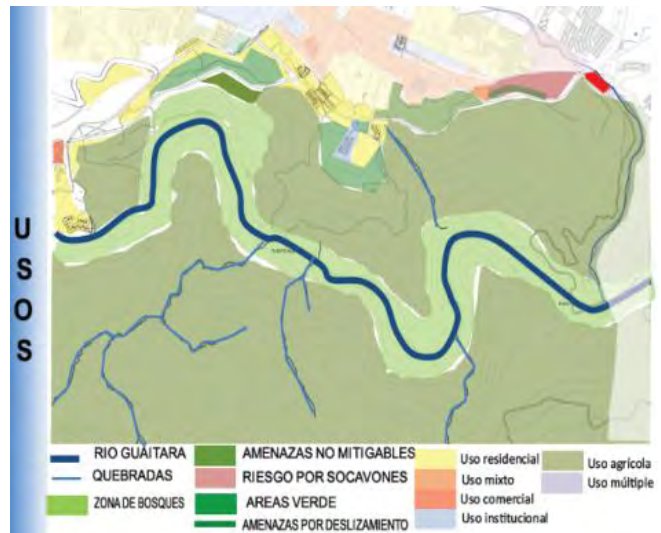 USOS
RIO GUAITARA
QUEBRADAS
ZONA DE BOSQUES
AMENAZAS NO MITIGABLES
RIESGO POR SOCAVONES
AREAS VERDE
AMENAZAS POR DESLIZAMIENTO
Uso residencial
Uso mixto
Uso comercial
Uso institucional
Uso agrícola
Uso múltiple